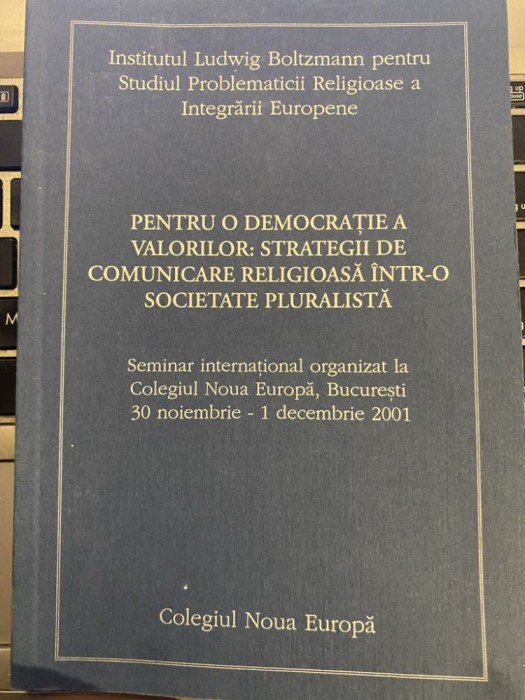 Institutul Ludwig Boltzmann pentru
Studiul Problematicii Religioase a
Integrării Europene
PENTRU O DEMOCRAȚIE A
VALORILOR: STRATEGII DE
COMUNICARE RELIGIOASĂ ÎNTR-O
SOCIETATE PLURALISTĂ
Seminar internațional organizat la
Colegiul Noua Europă, București
30 noiembrie - 1 decembrie 2001
Colegiul Noua Europă